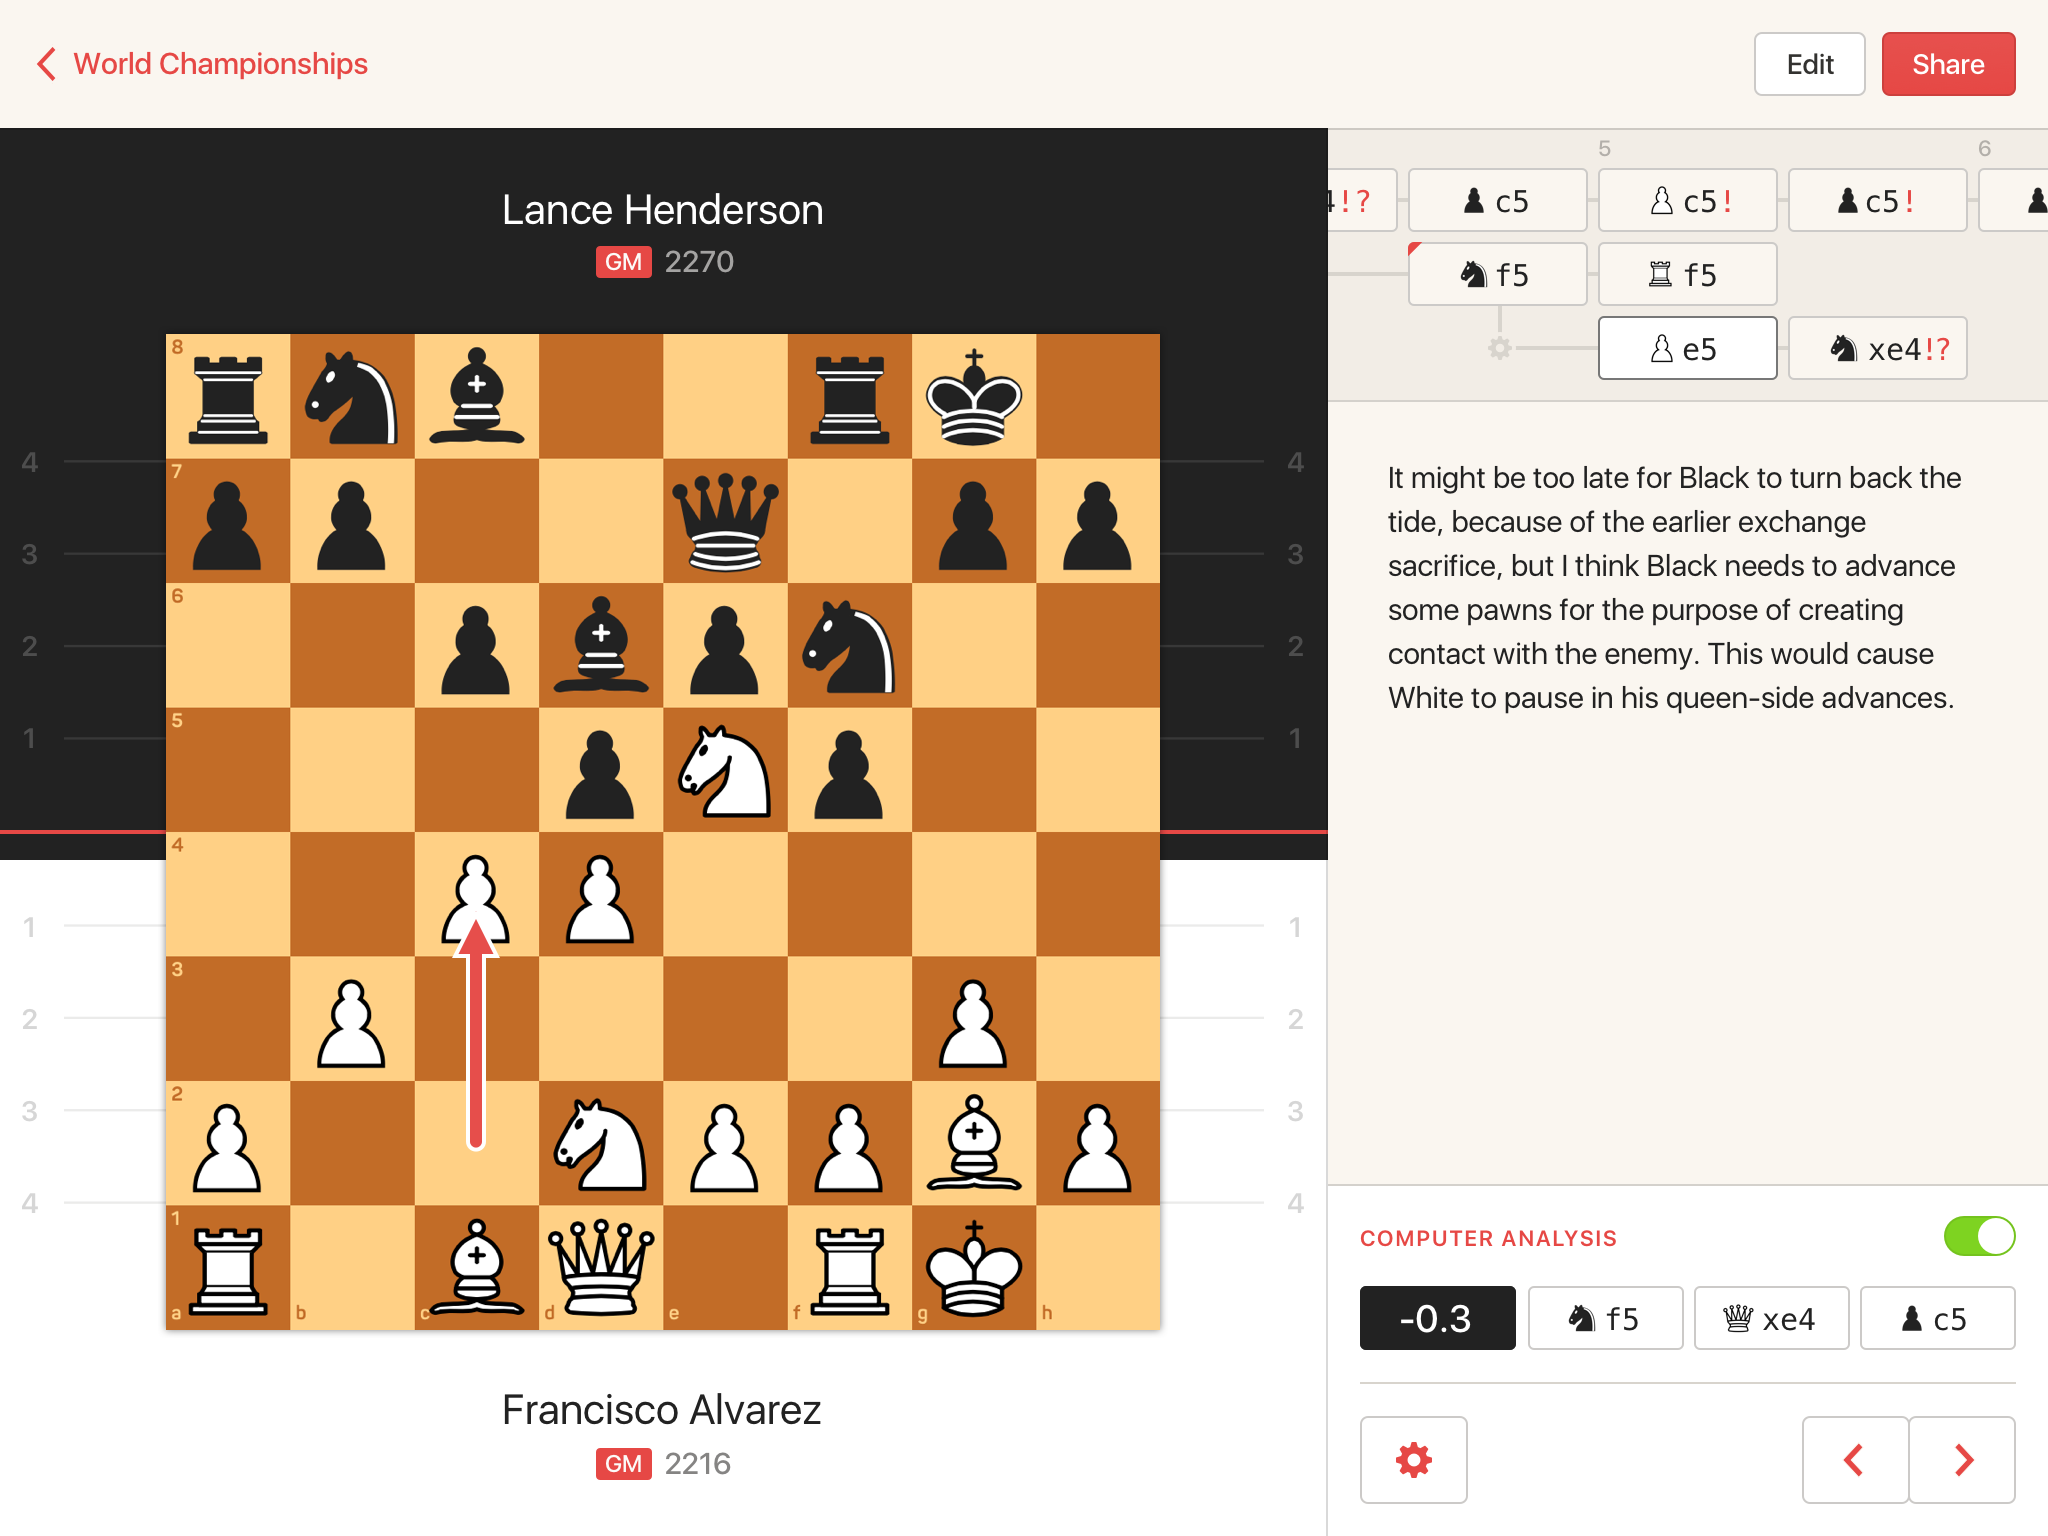 World Championships
Edit
Share
Lance Henderson
GM 2270
5 6
4!? c5 c5! c5!
f5 f5
e5 xe4!?
It might be too late for Black to turn back the
tide, because of the earlier exchange
sacrifice, but I think Black needs to advance
some pawns for the purpose of creating
contact with the enemy. This would cause
White to pause in his queen-side advances.
8
7
4 4
3 3
6
2 2
5
1 1
4
1 1
3
2 2
2
3 3
4 4
1
a b c d e f g h
COMPUTER ANALYSIS
-0.3 f5 xe4 c5
Francisco Alvarez
GM 2216